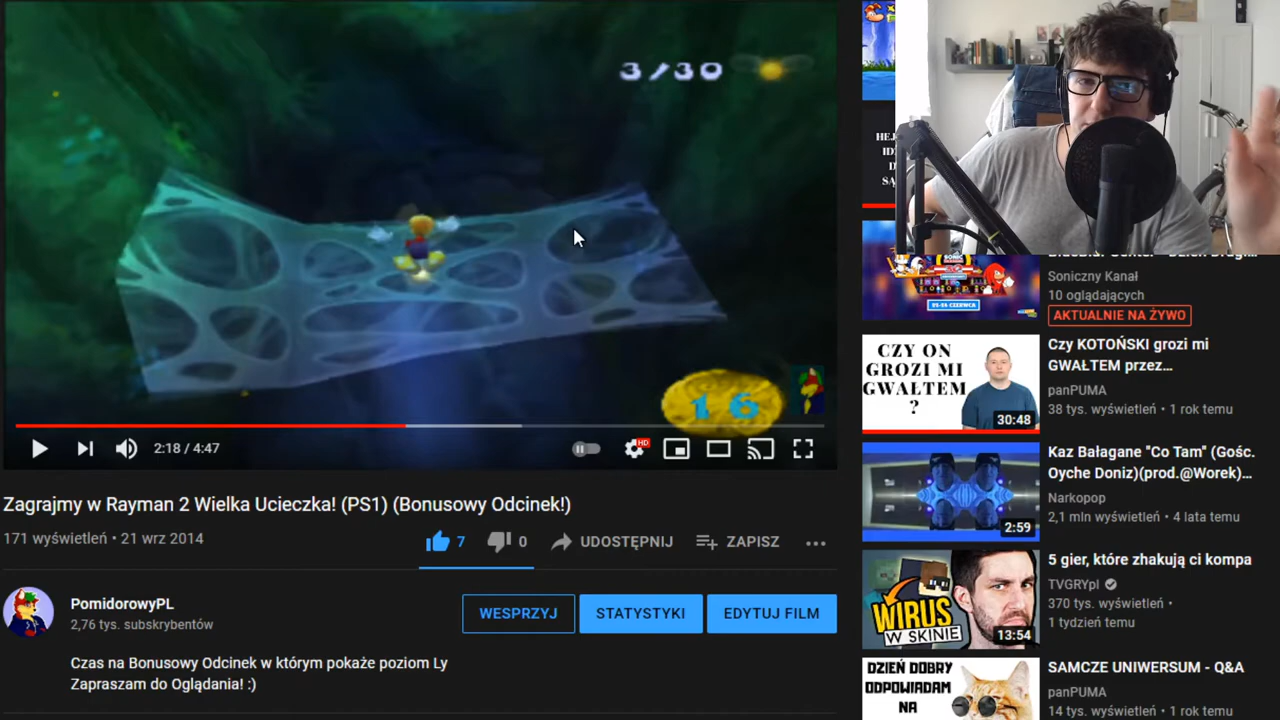 3/30
16
2:18 / 4:47
HD
Zagrajmy w Rayman 2 Wielka Ucieczka! (PS1) (Bonusowy Odcinek!)
171 wyświetleń • 21 wrz 2014
7
0
UDOSTĘPNIJ
ZAPISZ
PomidorowyPL
2,76 tys. subskrybentów
WESPRZYJ
STATYSTYKI
EDYTUJ FILM
Czas na Bonusowy Odcinek w którym pokaże poziom Ly
Zapraszam do Oglądania! :)
Soniczny Kanał
10 oglądających
AKTUALNIE NA ŻYWO
CZY ON
GROZI MI
GWAŁTEM
?
30:48
Czy KOTOŃSKI grozi mi
GWAŁTEM przez...
panPUMA
38 tys. wyświetleń • 1 rok temu
2:59
Kaz Bałagane "Co Tam" (Gośc.
Oyche Doniz)(prod.@Worek)...
Narkopop
2,1 mln wyświetleń • 4 lata temu
WIRUS
W SKINIE
13:54
5 gier, które zhakują ci kompa
TVGRYpl
370 tys. wyświetleń •
1 tydzień temu
DZIEŃ DOBRY
ODPOWIADAM
NA
SAMCZE UNIWERSUM - Q&A
panPUMA
14 tys. wyświetleń • 1 rok temu